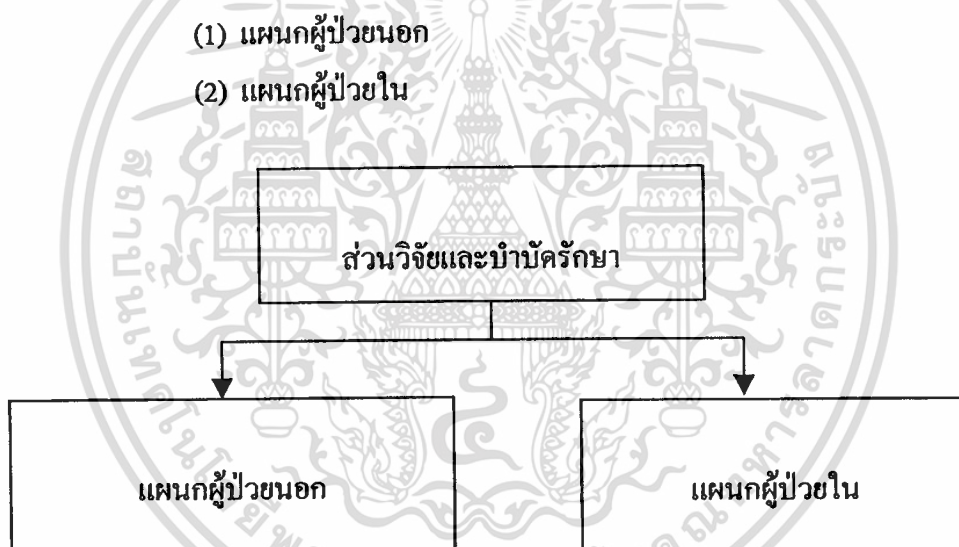 (1) แผนกผู้ป่วยนอก
(2) แผนกผู้ป่วยใน
ส่วนวิจัยและบำบัดรักษา
แผนกผู้ป่วยนอก
แผนกผู้ป่วยใน